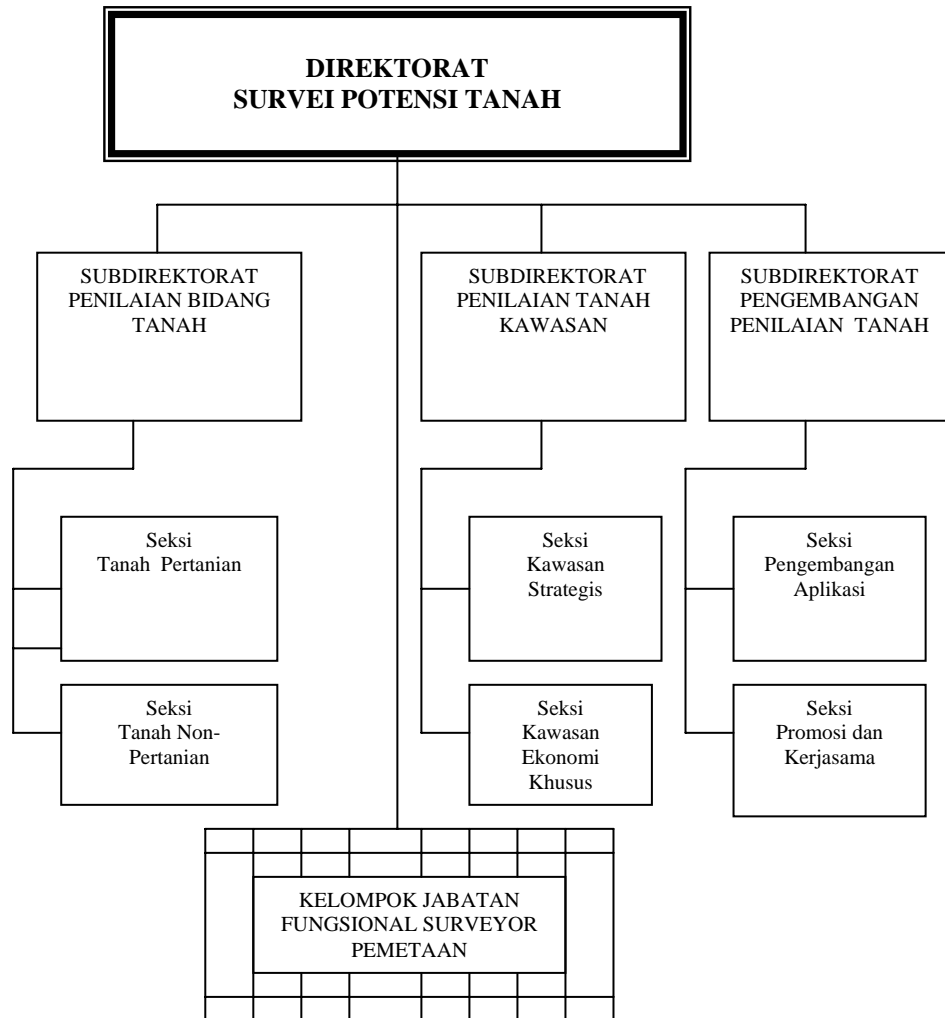 DIREKTORAT
SURVEI POTENSI TANAH
SUBDIREKTORAT
PENILAIAN BIDANG
TANAH
SUBDIREKTORAT
PENILAIAN TANAH
KAWASAN
SUBDIREKTORAT
PENGEMBANGAN
PENILAIAN TANAH
Seksi
Tanah Pertanian
Seksi
Kawasan
Strategis
Seksi
Pengembangan
Aplikasi
Seksi
Tanah Non-
Pertanian
Seksi
Kawasan
Ekonomi
Khusus
Seksi
Promosi dan
Kerjasama
KELOMPOK JABATAN
FUNGSIONAL SURVEYOR
PEMETAAN